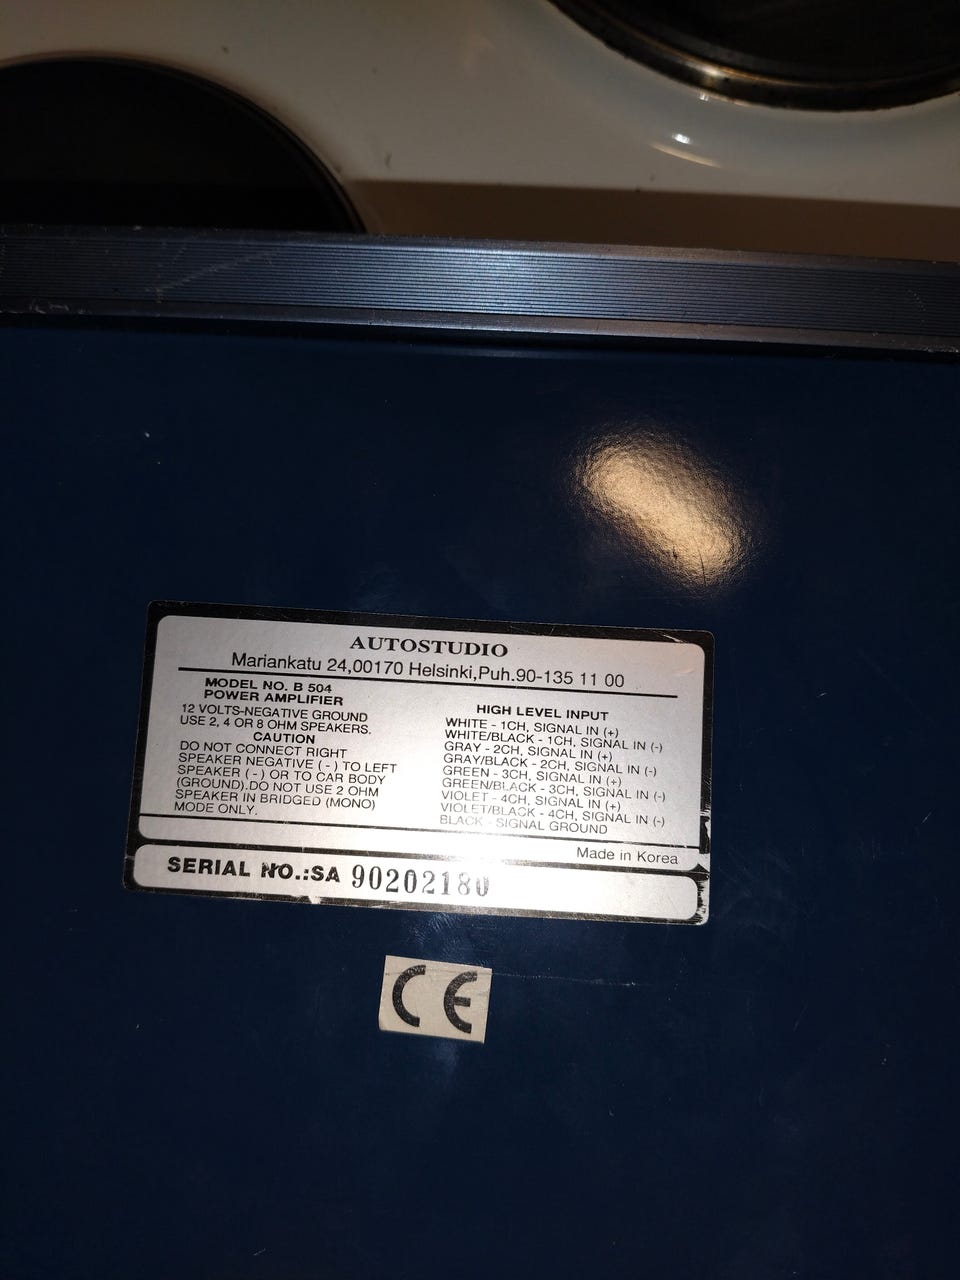 AUTOSTUDIO
Mariankatu 24,00170 Helsinki,Puh.90-135 11 00
MODEL NO. B 504
POWER AMPLIFIER
12 VOLTS-NEGATIVE GROUND
USE 2, 4 OR 8 OHM SPEAKERS.
CAUTION
DO NOT CONNECT RIGHT
SPEAKER NEGATIVE (-) TO LEFT
SPEAKER (-) OR TO CAR BODY
(GROUND).DO NOT USE 2 OHM
SPEAKER IN BRIDGED (MONO)
MODE ONLY.
HIGH LEVEL INPUT
WHITE - 1CH, SIGNAL IN (+)
WHITE/BLACK - 1CH, SIGNAL IN (-)
GRAY - 2CH, SIGNAL IN (+)
GRAY/BLACK - 2CH, SIGNAL IN (-)
GREEN - 3CH, SIGNAL IN (+)
GREEN/BLACK - 3CH, SIGNAL IN (-)
VIOLET - 4CH, SIGNAL IN (+)
VIOLET/BLACK - 4CH, SIGNAL IN (-)
BLACK - SIGNAL GROUND
Made in Korea
SERIAL NO.:SA 90202180
CE